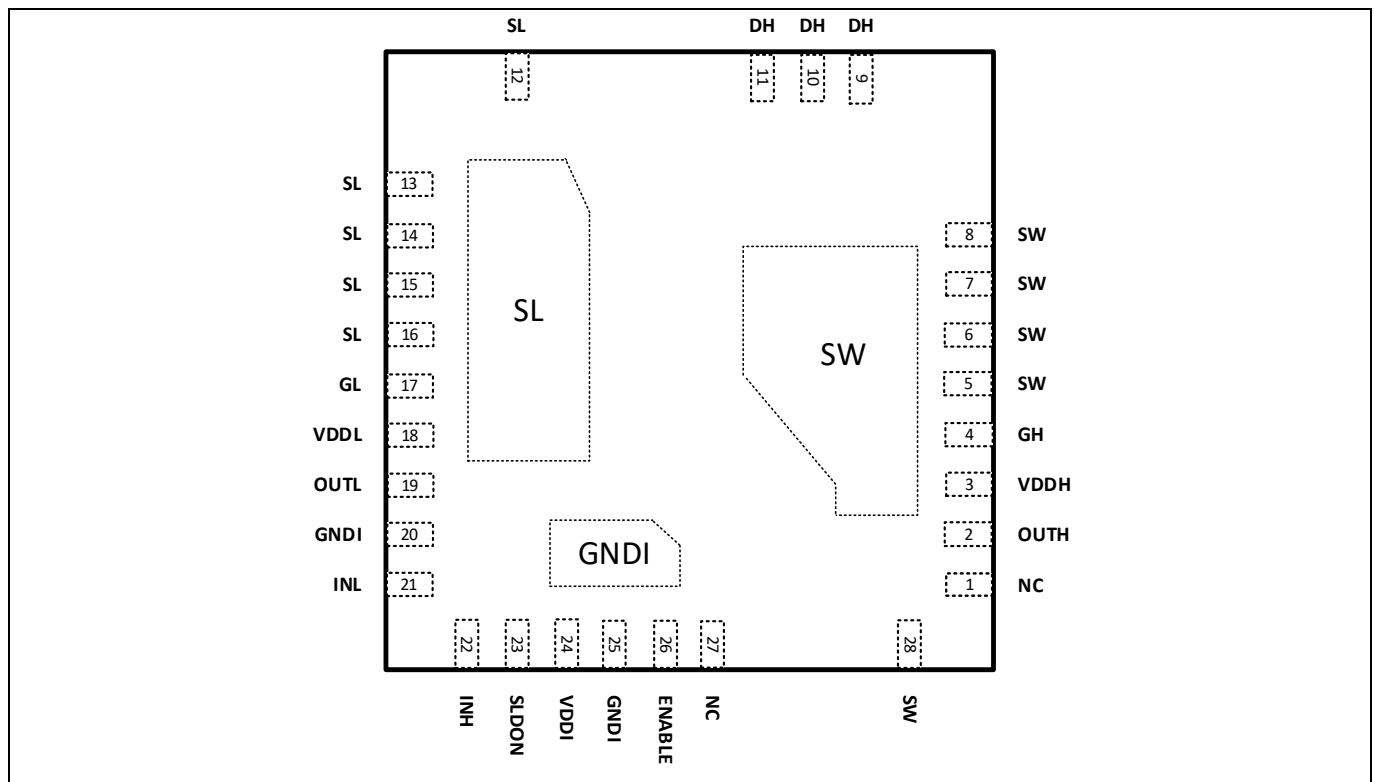 SL DH DH DH
12 11 10 9
SL 13
SL 14 8 SW
SL 15 7 SW
SL 16 6 SW
GL 17 5 SW
VDDL 18 4 GH
OUTL 19 3 VDDH
GNDI 20 2 OUTH
INL 21 1 NC
SL
SW
GNDI
22 23 24 25 26 27 28
INH SLDON VDDI GNDI ENABLE NC SW